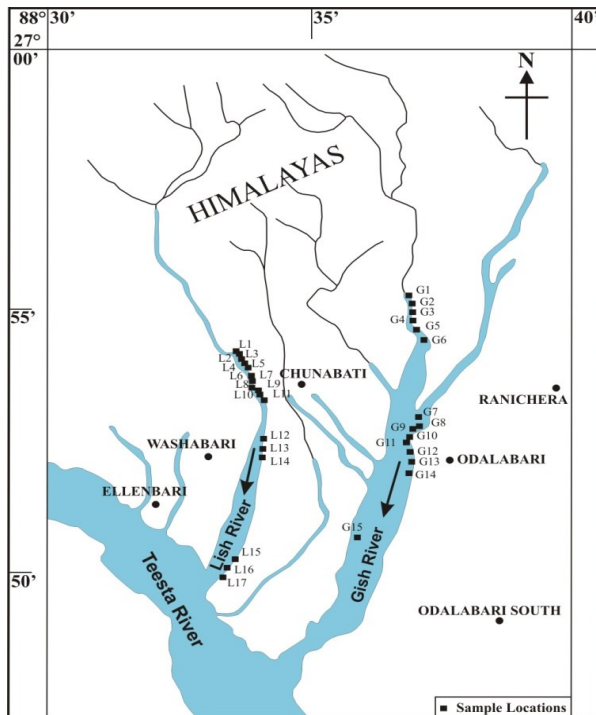 88° 30' 35' 40'
27°
00'
N
HIMALAYAS
G1
G2
G3
G4
G5
G6
55'
L1
L2 L3
L4 L5
L6 L7
L8 L9
L10 L11
CHUNABATI
RANICHERA
G7
G8
G9 G10
G11
G12
G13
G14
ODALABARI
L12
L13
L14
WASHABARI
ELLENBARI
Lish River
G15
Gish River
Teesta River
L15
L16
L17
50'
ODALABARI SOUTH
Sample Locations